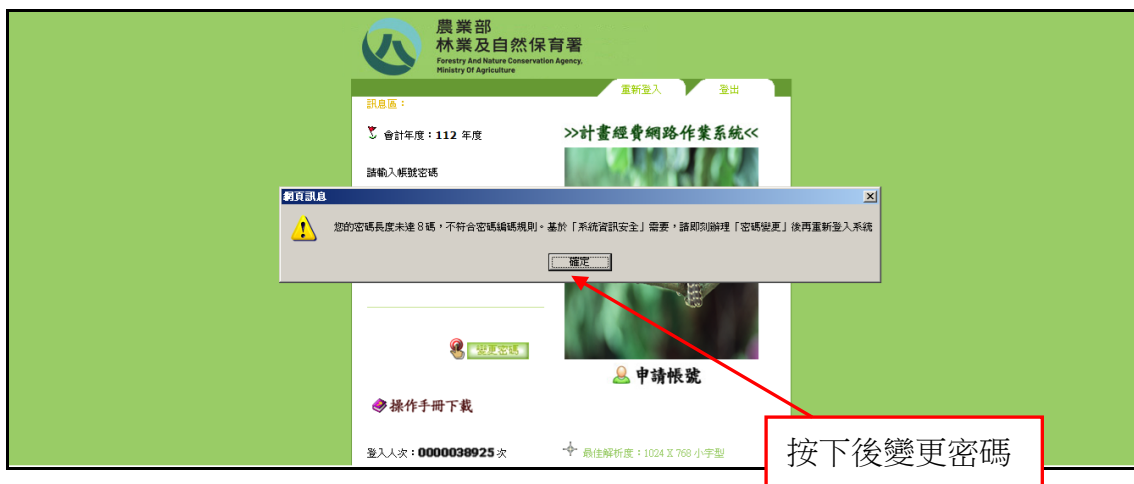 農業部
林業及自然保育署
Forestry And Nature Conservation Agency,
Ministry Of Agriculture
重新登入
登出
訊息區：
會計年度：112 年度
>>計畫經費網路作業系統<<
請輸入帳號密碼
網頁訊息
您的密碼長度未達８碼，不符合密碼編碼規則。基於「系統資訊安全」需要，請即刻辦理「密碼變更」後再重新登入系統
確定
變更密碼
申請帳號
操作手冊下載
按下後變更密碼
登入人次：0000038925 次
最佳解析度：1024 X 768 小字型